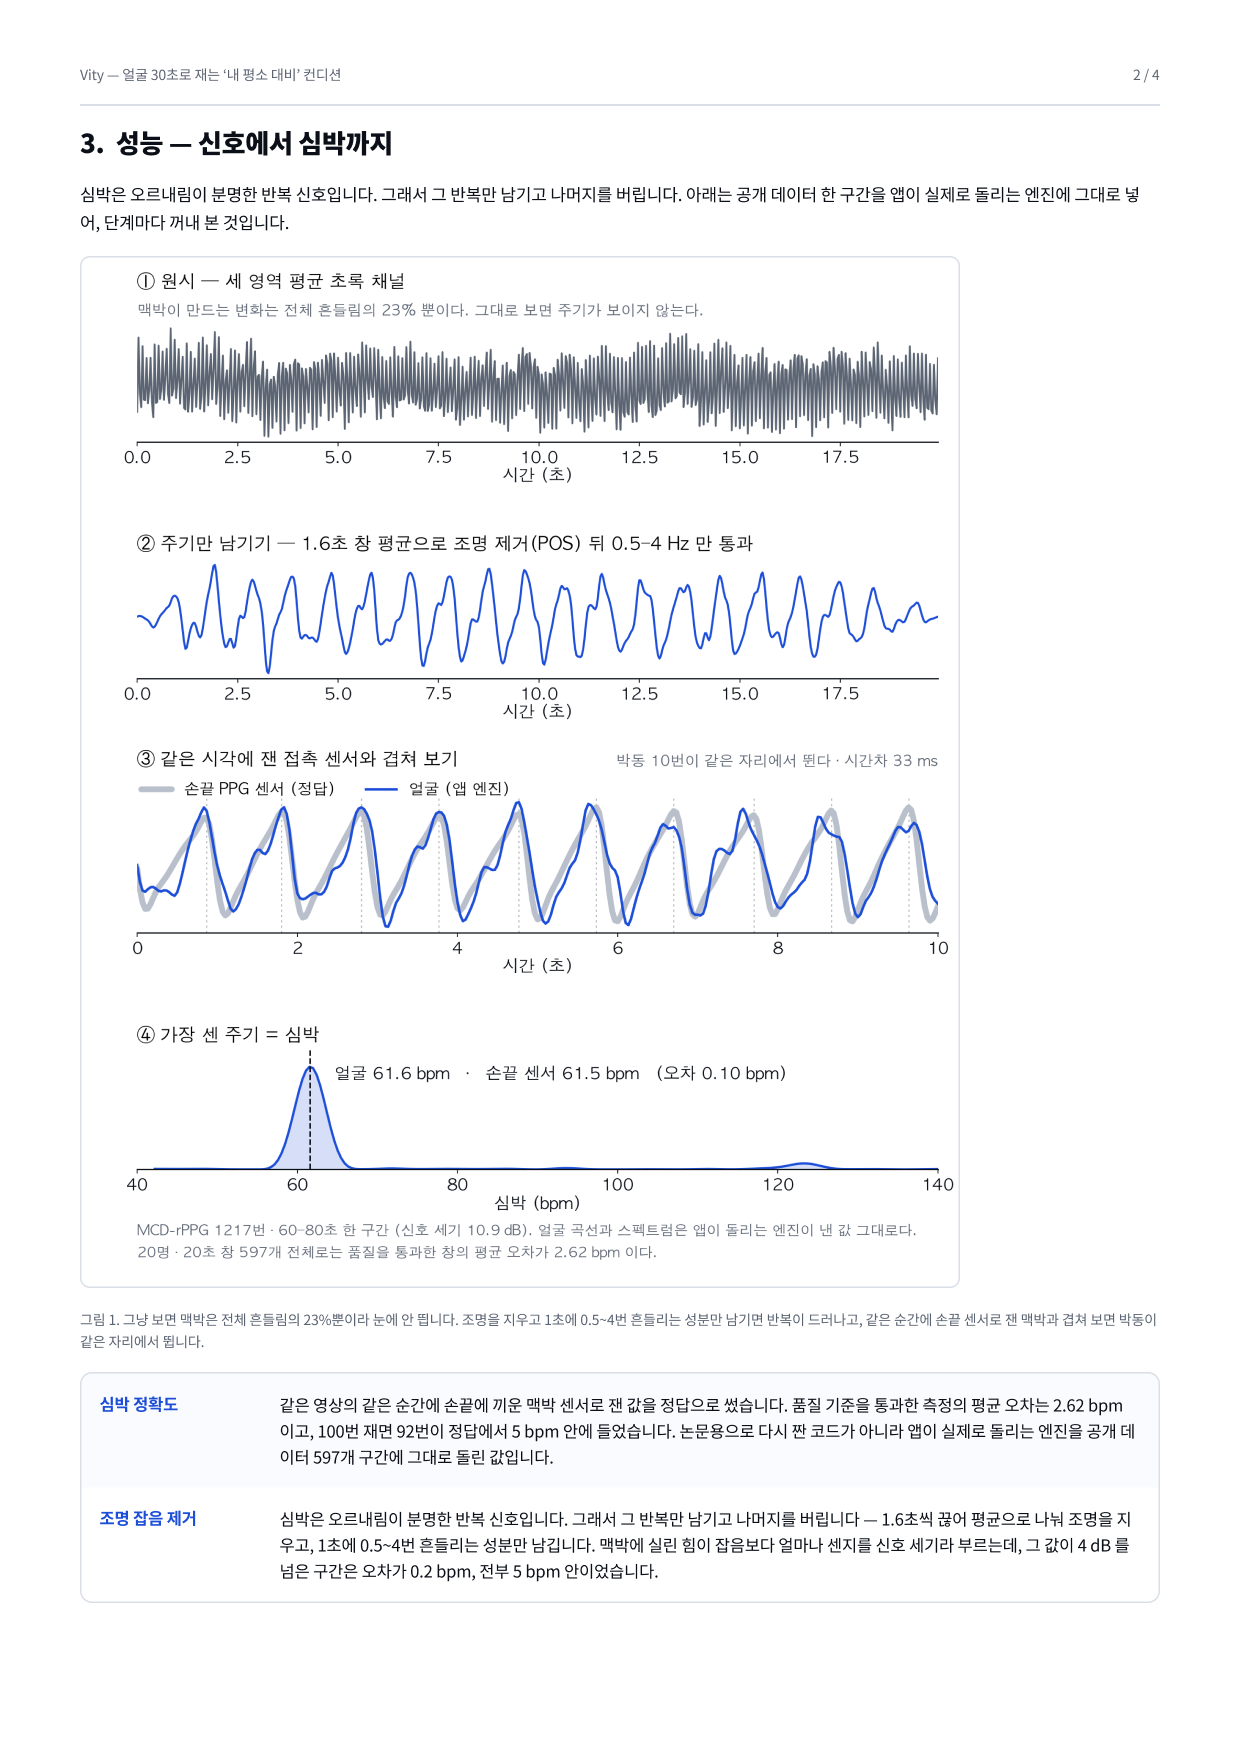 Vity — 얼굴 30초로 재는 ‘내 평소 대비’ 컨디션
2 / 4
3. 성능 — 신호에서 심박까지
심박은 오르내림이 분명한 반복 신호입니다. 그래서 그 반복만 남기고 나머지를 버립니다. 아래는 공개 데이터 한 구간을 앱이 실제로 돌리는 엔진에 그대로 넣
어, 단계마다 꺼내 본 것입니다.
① 원시 — 세 영역 평균 초록 채널
맥박이 만드는 변화는 전체 흔들림의 23% 뿐이다. 그대로 보면 주기가 보이지 않는다.
0.0 2.5 5.0 7.5 10.0 12.5 15.0 17.5
시간 (초)
② 주기만 남기기 — 1.6초 창 평균으로 조명 제거(POS) 뒤 0.5–4 Hz 만 통과
0.0 2.5 5.0 7.5 10.0 12.5 15.0 17.5
시간 (초)
③ 같은 시각에 잰 접촉 센서와 겹쳐 보기
박동 10번이 같은 자리에서 뛴다 · 시간차 33 ms
손끝 PPG 센서 (정답) 얼굴 (앱 엔진)
0 2 4 6 8 10
시간 (초)
④ 가장 센 주기 = 심박
얼굴 61.6 bpm · 손끝 센서 61.5 bpm (오차 0.10 bpm)
40 60 80 100 120 140
심박 (bpm)
MCD-rPPG 1217번 · 60–80초 한 구간 (신호 세기 10.9 dB). 얼굴 곡선과 스펙트럼은 앱이 돌리는 엔진이 낸 값 그대로다.
20명 · 20초 창 597개 전체로는 품질을 통과한 창의 평균 오차가 2.62 bpm 이다.
그림 1. 그냥 보면 맥박은 전체 흔들림의 23%뿐이라 눈에 안 띕니다. 조명을 지우고 1초에 0.5~4번 흔들리는 성분만 남기면 반복이 드러나고, 같은 순간에 손끝 센서로 잰 맥박과 겹쳐 보면 박동이
같은 자리에서 뜁니다.
심박 정확도
같은 영상의 같은 순간에 손끝에 끼운 맥박 센서로 잰 값을 정답으로 썼습니다. 품질 기준을 통과한 측정의 평균 오차는 2.62 bpm
이고, 100번 재면 92번이 정답에서 5 bpm 안에 들었습니다. 논문용으로 다시 짠 코드가 아니라 앱이 실제로 돌리는 엔진을 공개 데
이터 597개 구간에 그대로 돌린 값입니다.
조명 잡음 제거
심박은 오르내림이 분명한 반복 신호입니다. 그래서 그 반복만 남기고 나머지를 버립니다 — 1.6초씩 끊어 평균으로 나눠 조명을 지
우고, 1초에 0.5~4번 흔들리는 성분만 남깁니다. 맥박에 실린 힘이 잡음보다 얼마나 센지를 신호 세기라 부르는데, 그 값이 4 dB 를
넘은 구간은 오차가 0.2 bpm, 전부 5 bpm 안이었습니다.